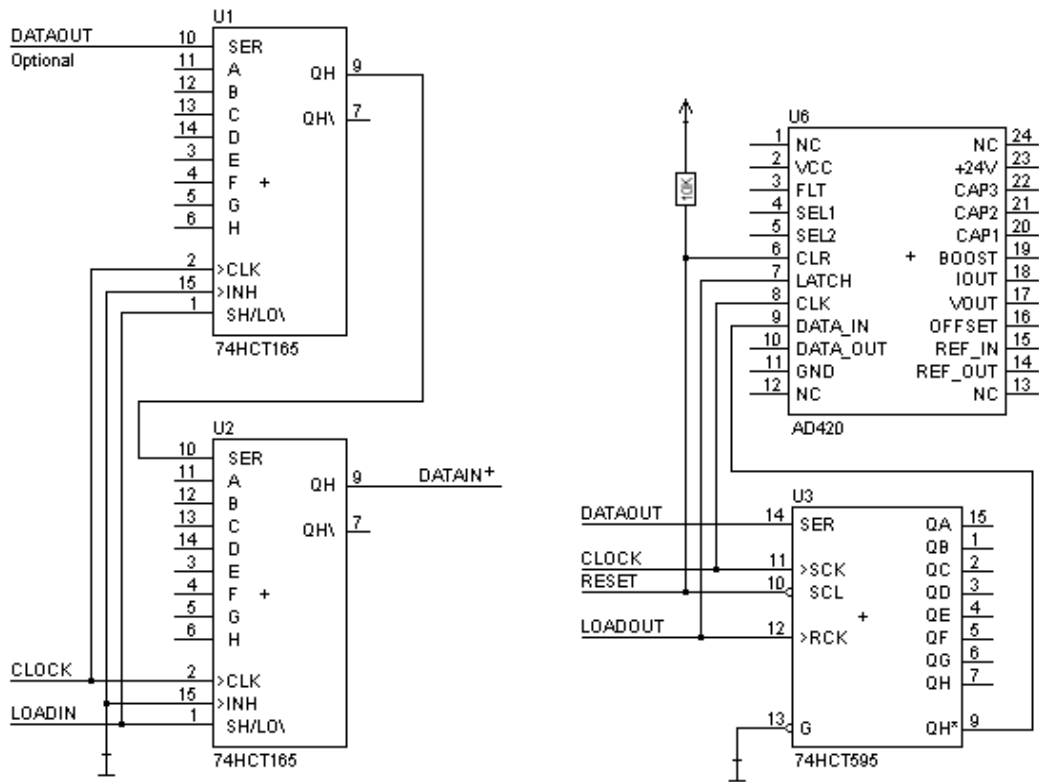 U1
DATAOUT 10 SER
Optional
11 A
12 B
13 C
14 D
3 E
4 F
5 G
6 H
2 >CLK
15 >INH
1 SH/LO\
QH 9
QH\ 7
74HCT165
U2
10 SER
11 A
12 B
13 C
14 D
3 E
4 F
5 G
6 H
CLOCK 2 >CLK
15 >INH
LOADIN 1 SH/LO\
QH 9 DATAIN+
QH\ 7
74HCT165
10K
U6
1 NC NC 24
2 VCC +24V 23
3 FLT CAP3 22
4 SEL1 CAP2 21
5 SEL2 CAP1 20
6 CLR BOOST 19
7 LATCH IOUT 18
8 CLK VOUT 17
9 DATA_IN OFFSET 16
10 DATA_OUT REF_IN 15
11 GND REF_OUT 14
12 NC NC 13
AD420
U3
DATAOUT 14 SER
CLOCK 11 >SCK
RESET 10 SCL
LOADOUT 12 >RCK
13 G
QA 15
QB 1
QC 2
QD 3
QE 4
QF 5
QG 6
QH 7
QH* 9
74HCT595